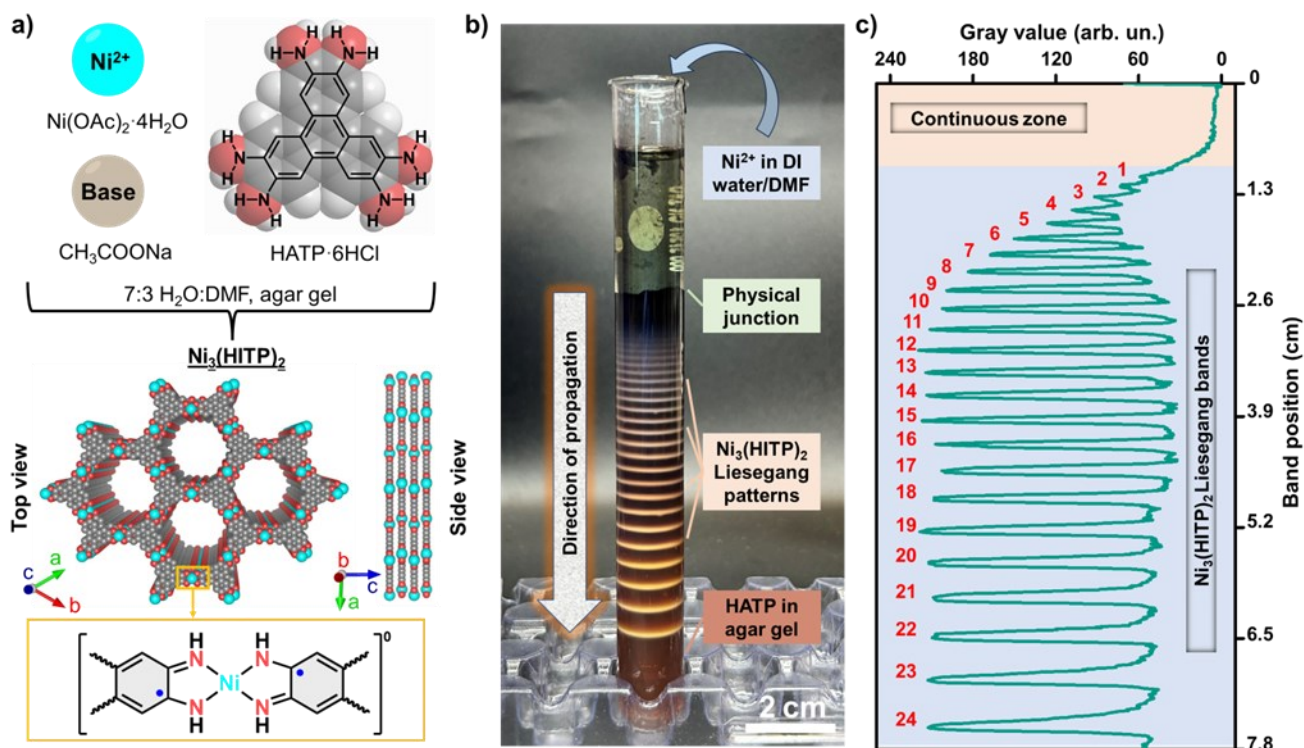 a)
Ni²⁺
Ni(OAc)₂·4H₂O
Base
CH₃COONa
H H H H
N N
H N N H
H H
H N N H
H H
HATP·6HCl
7:3 H₂O:DMF, agar gel
Ni₃(HITP)₂
Top view
Side view
c a b
b c a
H H
N N
Ni
N N
H H
0
b)
Ni²⁺ in DI
water/DMF
Physical
junction
Direction of propagation
Ni₃(HITP)₂
Liesegang
patterns
HATP in
agar gel
2 cm
c)
Gray value (arb. un.)
240 180 120 60 0
Continuous zone
1
2
3
4
5
6
7
8
9
10
11
12
13
14
15
16
17
18
19
20
21
22
23
24
Ni₃(HITP)₂ Liesegang bands
0
1.3
2.6
3.9
5.2
6.5
7.8
Band position (cm)